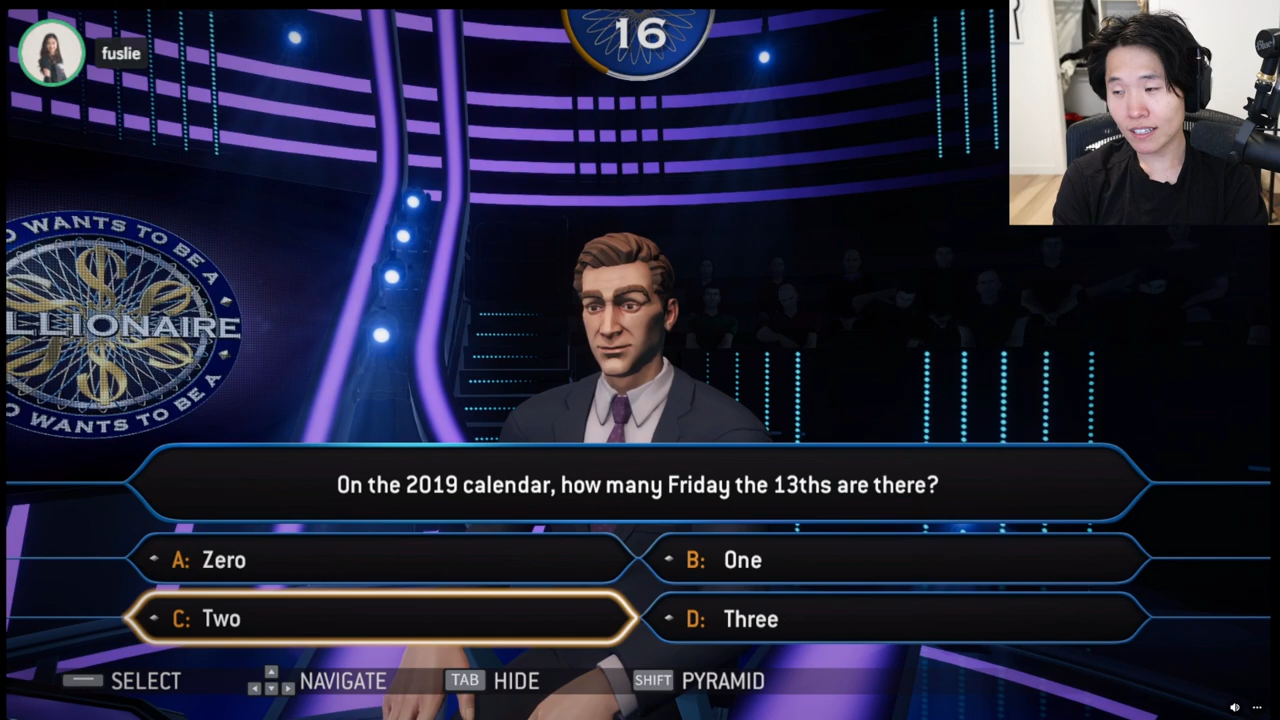 fuslie
16
O WANTS TO BE A
LLIONAIRE
O WANTS TO BE A
On the 2019 calendar, how many Friday the 13ths are there?
A: Zero
B: One
C: Two
D: Three
SELECT
NAVIGATE
TAB HIDE
SHIFT PYRAMID